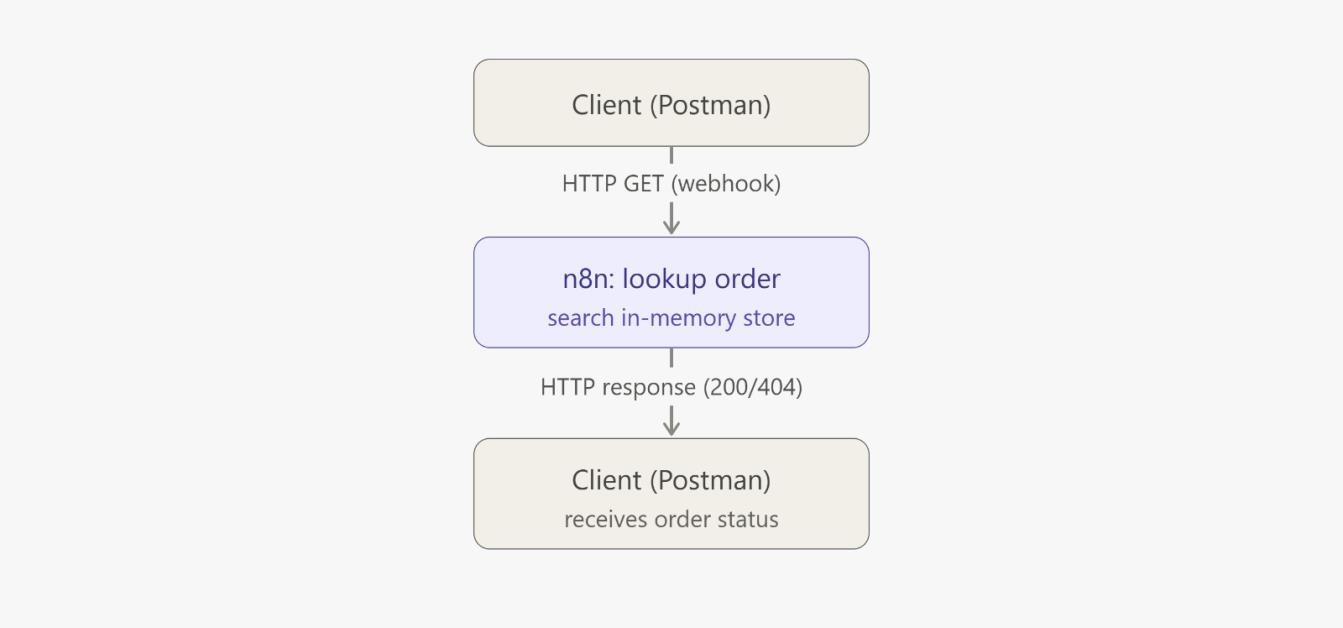 Client (Postman)
HTTP GET (webhook)
n8n: lookup order
search in-memory store
HTTP response (200/404)
Client (Postman)
receives order status